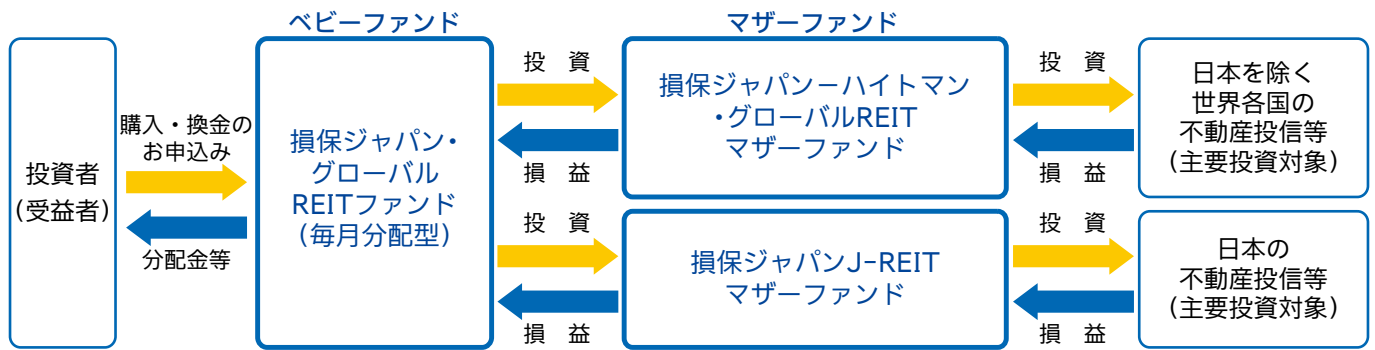 ベビーファンド
マザーファンド
投資者
(受益者)
購入・換金の
お申込み
分配金等
損保ジャパン・
グローバル
REITファンド
(毎月分配型)
投　資
損　益
投　資
損　益
損保ジャパンーハイトマン
・グローバルREIT
マザーファンド
損保ジャパンJ-REIT
マザーファンド
投　資
損　益
投　資
損　益
日本を除く
世界各国の
不動産投信等
(主要投資対象)
日本の
不動産投信等
(主要投資対象)